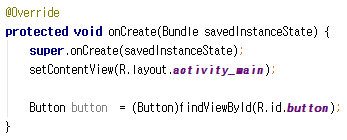 @Override
protected void onCreate(Bundle savedInstanceState) {
    super.onCreate(savedInstanceState);
    setContentView(R.layout.activity_main);
    Button button  = (Button)findViewById(R.id.button);
}